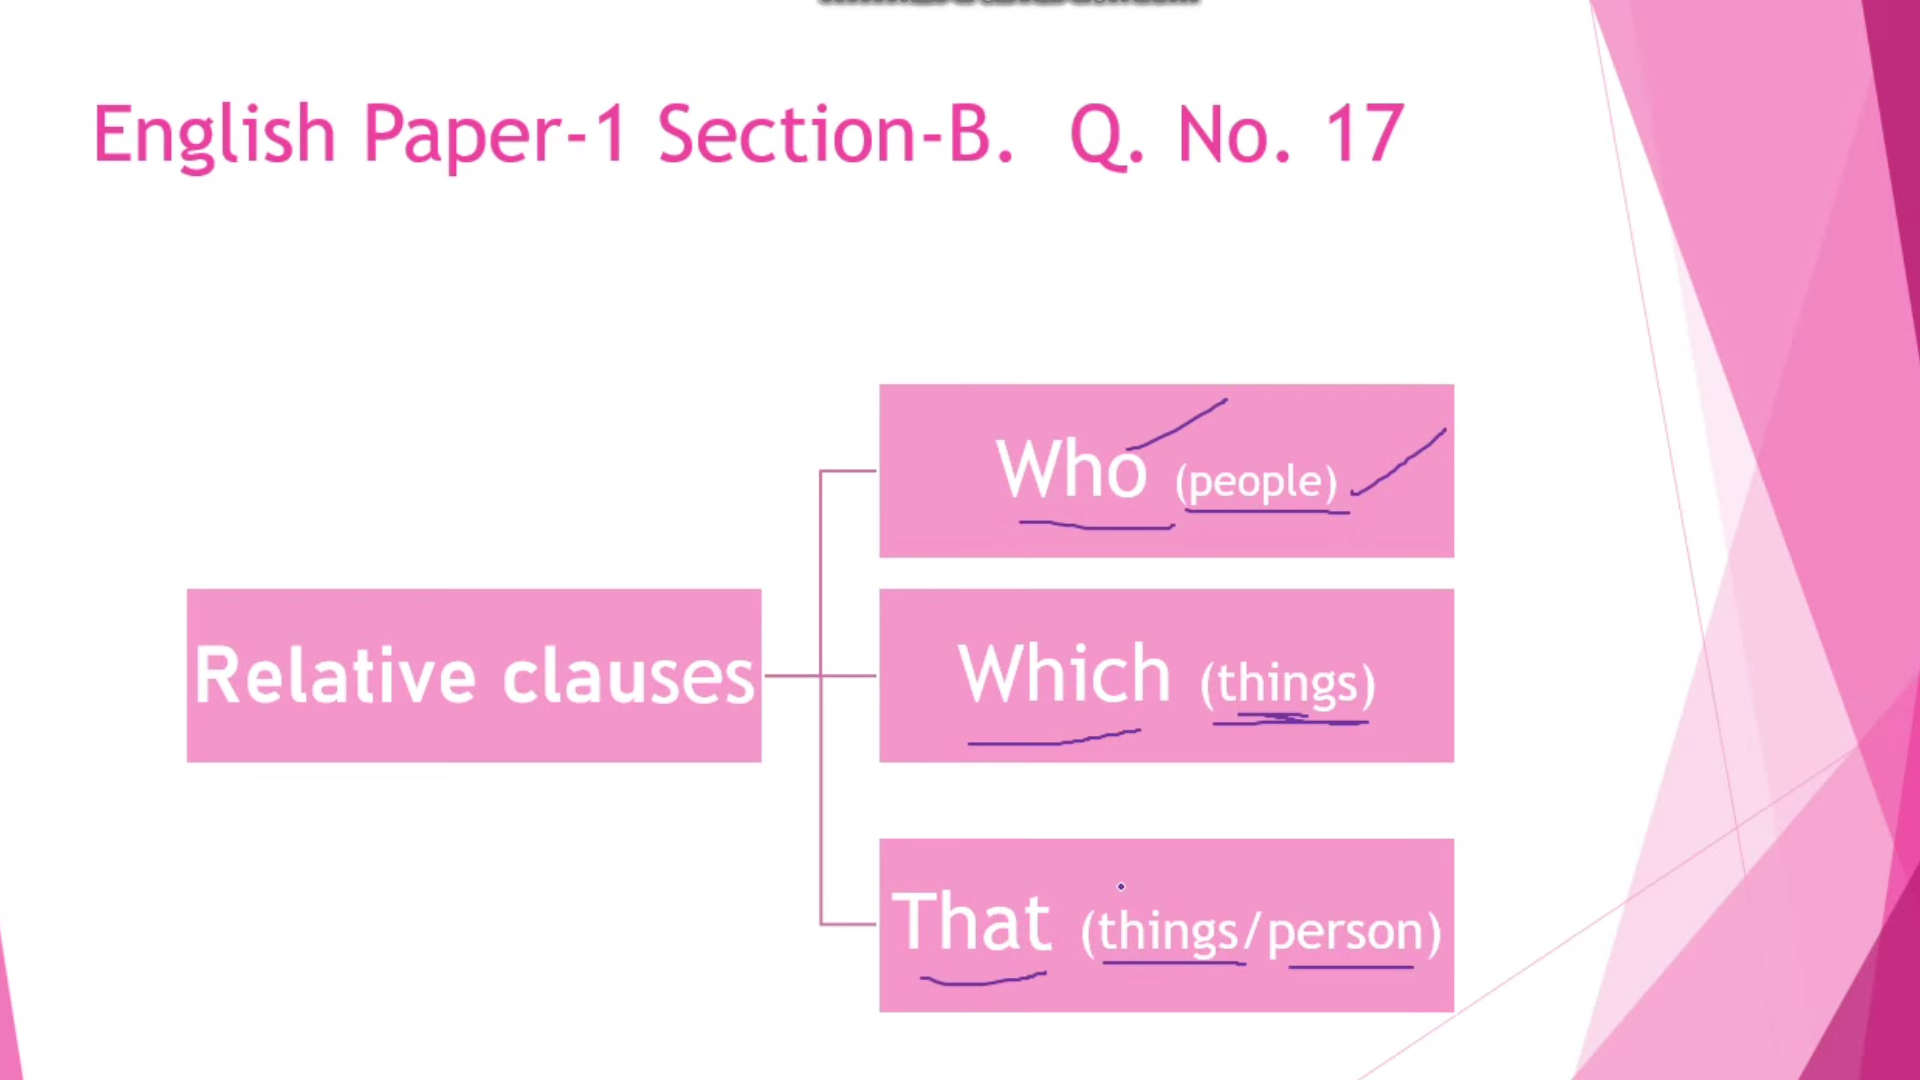 English Paper-1 Section-B. Q. No. 17
Who (people)
Relative clauses
Which (things)
That (things/person)